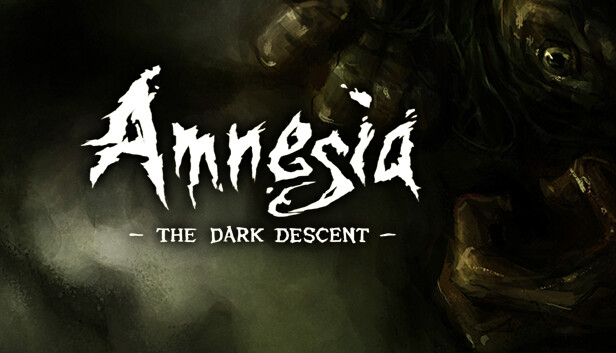 Amnesia
- THE DARK DESCENT -